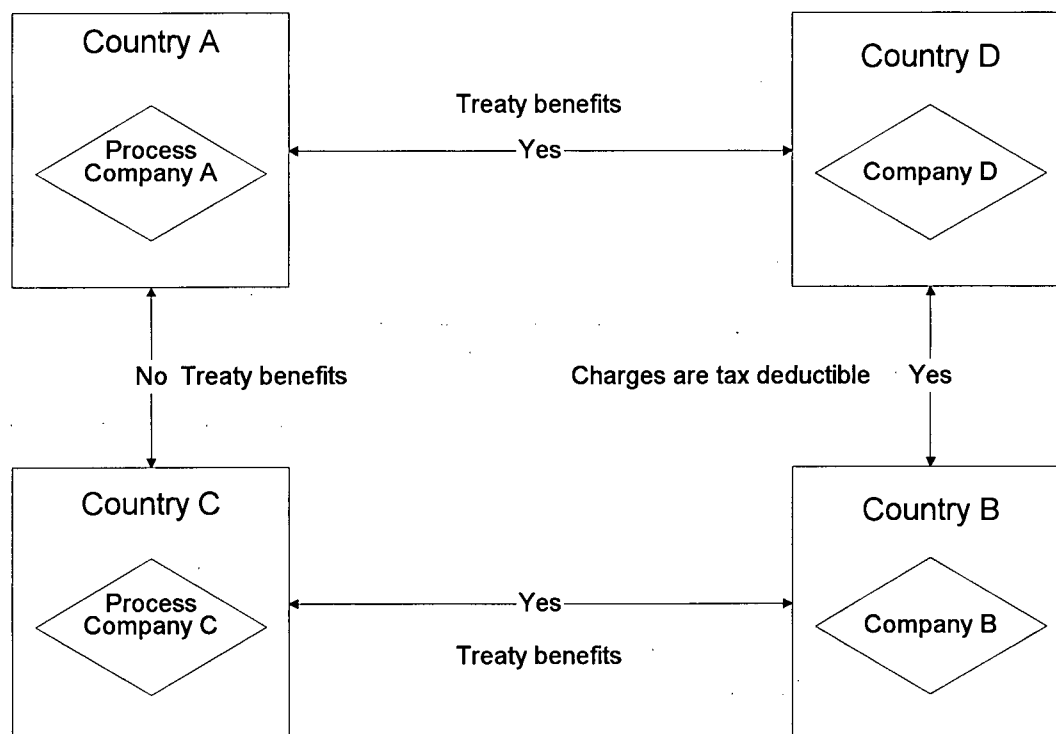 Country A
Process
Company A
Treaty benefits
Yes
Country D
Company D
No Treaty benefits
Charges are tax deductible Yes
Country C
Process
Company C
Yes
Treaty benefits
Country B
Company B